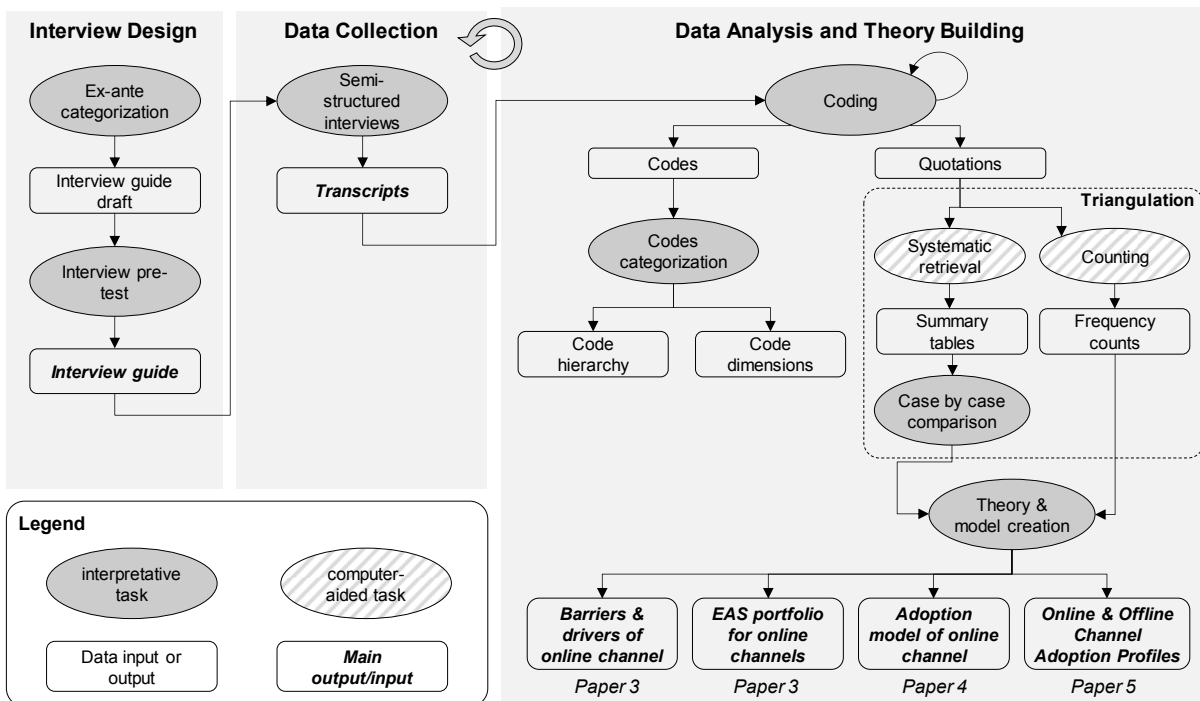 Interview Design
Ex-ante
categorization
Interview guide
draft
Interview pre-
test
Interview guide
Data Collection
Semi-
structured
interviews
Transcripts
Data Analysis and Theory Building
Coding
Codes
Quotations
Triangulation
Codes
categorization
Systematic
retrieval
Counting
Code
hierarchy
Code
dimensions
Summary
tables
Frequency
counts
Case by case
comparison
Theory &
model creation
Barriers &
drivers of
online channel
EAS portfolio
for online
channels
Adoption
model of online
channel
Online & Offline
Channel
Adoption Profiles
Paper 3
Paper 3
Paper 4
Paper 5
Legend
interpretative
task
computer-
aided task
Data input or
output
Main
output/input